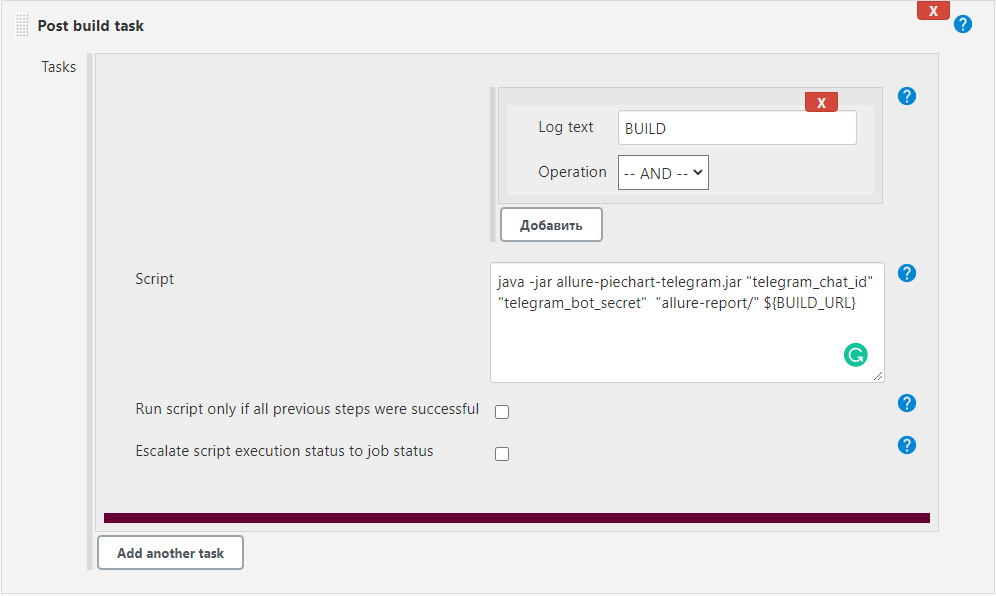 Post build task
X
?
Tasks
X
?
Log text
BUILD
Operation
-- AND --
Добавить
Script
java -jar allure-piechart-telegram.jar "telegram_chat_id"
"telegram_bot_secret"  "allure-report/" ${BUILD_URL}
?
G
Run script only if all previous steps were successful
?
Escalate script execution status to job status
?
Add another task